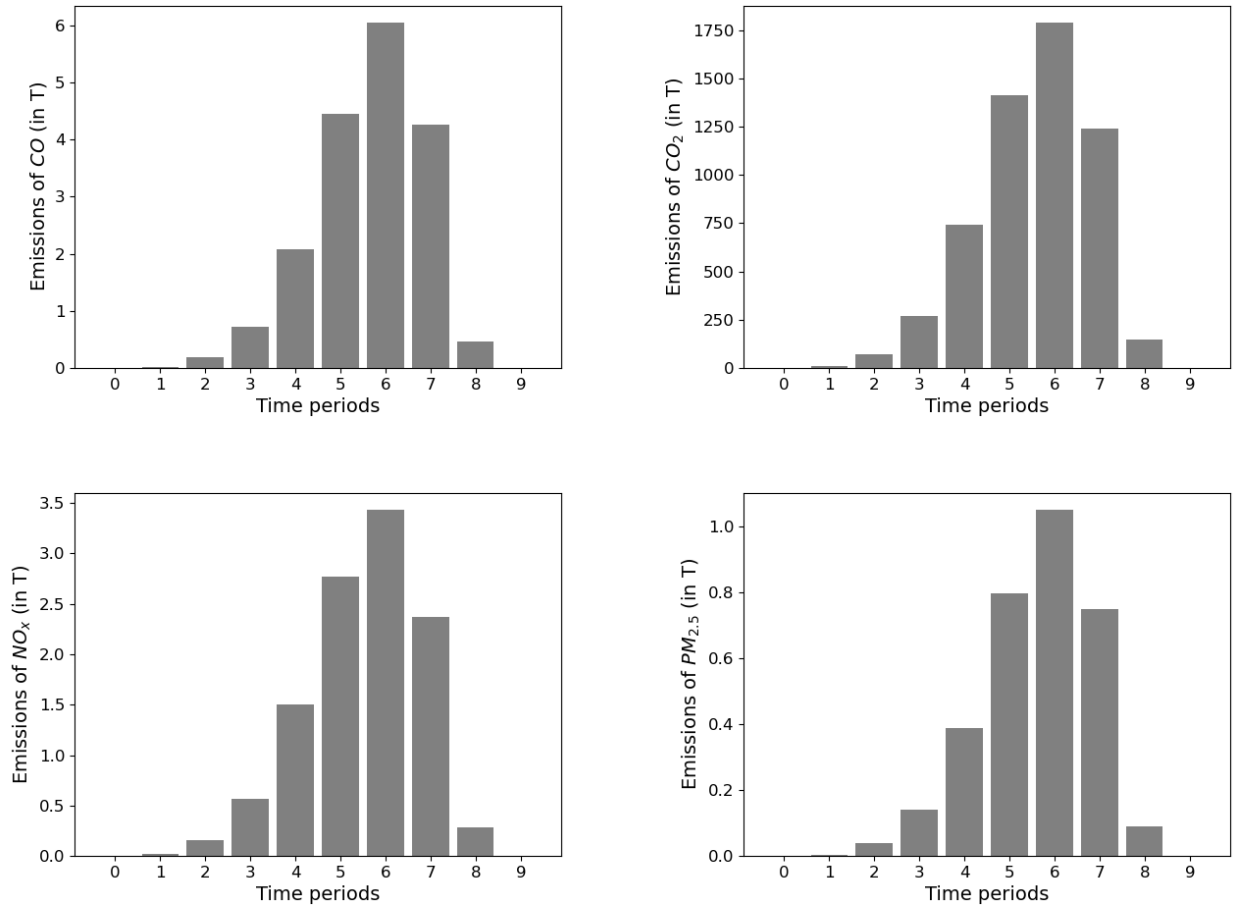 Emissions of CO (in T)
6
5
4
3
2
1
0
0 1 2 3 4 5 6 7 8 9
Time periods
Emissions of CO₂ (in T)
1750
1500
1250
1000
750
500
250
0
0 1 2 3 4 5 6 7 8 9
Time periods
Emissions of NOₓ (in T)
3.5
3.0
2.5
2.0
1.5
1.0
0.5
0.0
0 1 2 3 4 5 6 7 8 9
Time periods
Emissions of PM₂.₅ (in T)
1.0
0.8
0.6
0.4
0.2
0.0
0 1 2 3 4 5 6 7 8 9
Time periods